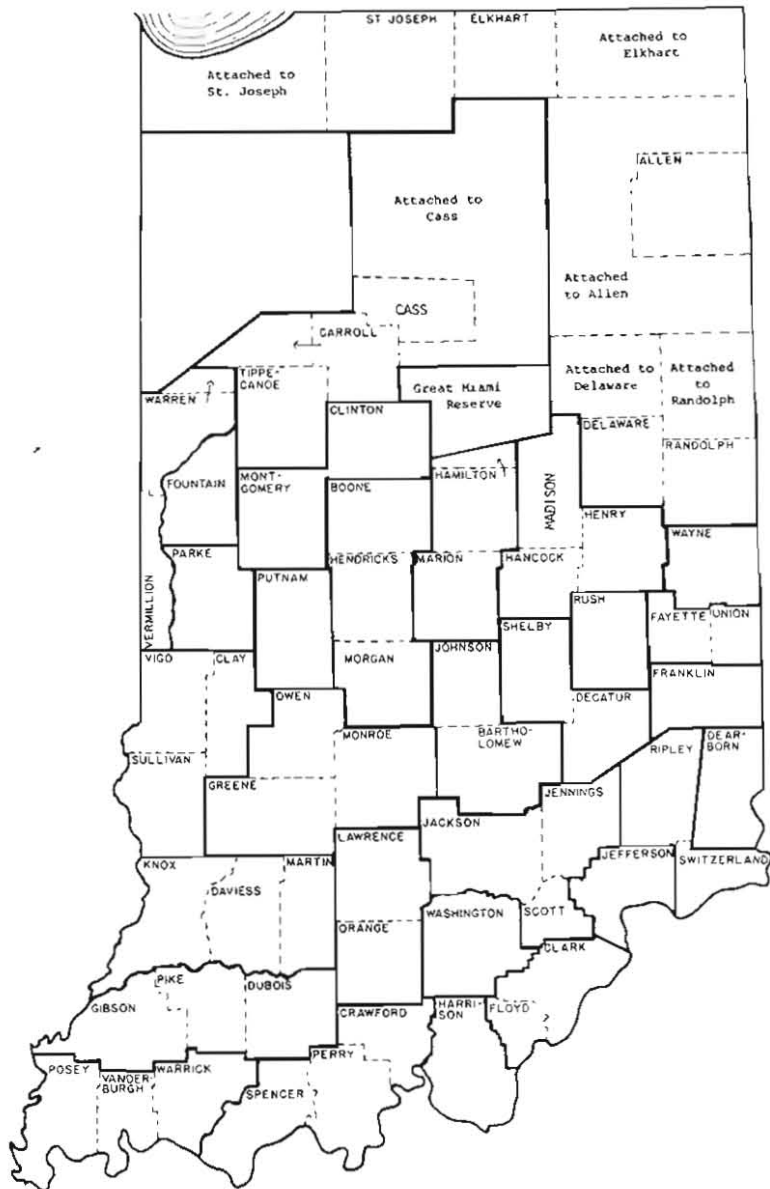 ST JOSEPH
ELKHART
Attached to
Elkhart
Attached to
St. Joseph
ALLEN
Attached to
Cass
Attached
to Allen
CASS
CARROLL
TIPPE-
CANOE
Great Miami
Reserve
Attached to
Delaware
Attached
to
Randolph
WARREN
CLINTON
DELAWARE
RANDOLPH
FOUNTAIN
MONT-
GOMERY
BOONE
HAMILTON
MADISON
HENRY
WAYNE
PARKE
PUTNAM
HENDRICKS
MARION
HANCOCK
RUSH
VERMILLION
SHELBY
FAYETTE
UNION
VIGO
CLAY
MORGAN
JOHNSON
FRANKLIN
OWEN
DECATUR
MONROE
BARTHO-
LOMEW
RIPLEY
DEAR-
BORN
SULLIVAN
GREENE
JENNINGS
JACKSON
LAWRENCE
KNOX
MARTIN
JEFFERSON
SWITZERLAND
DAVIESS
WASHINGTON
SCOTT
ORANGE
CLARK
PIKE
DUBOIS
GIBSON
CRAWFORD
HARRI-
SON
FLOYD
PERRY
POSEY
VANDER-
BURGH
WARRICK
SPENCER